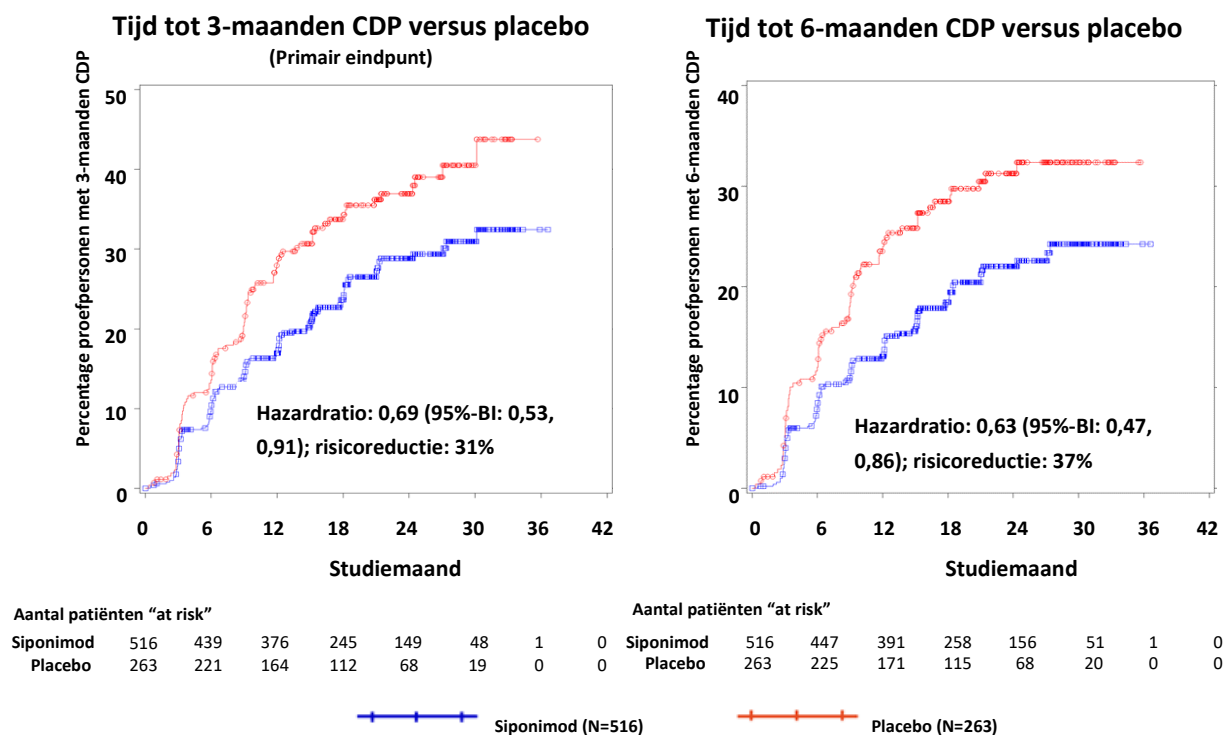 Tijd tot 3-maanden CDP versus placebo
(Primair eindpunt)
Percentage proefpersonen met 3-maanden CDP
50
40
30
20
10
0
Hazardratio: 0,69 (95%-BI: 0,53,
0,91); risicoreductie: 31%
0 6 12 18 24 30 36 42
Studiemaand
Aantal patiënten “at risk”
Siponimod 516 439 376 245 149 48 1 0
Placebo 263 221 164 112 68 19 0 0
Tijd tot 6-maanden CDP versus placebo
Percentage proefpersonen met 6-maanden CDP
40
30
20
10
0
Hazardratio: 0,63 (95%-BI: 0,47,
0,86); risicoreductie: 37%
0 6 12 18 24 30 36 42
Studiemaand
Aantal patiënten “at risk”
Siponimod 516 447 391 258 156 51 1 0
Placebo 263 225 171 115 68 20 0 0
Siponimod (N=516)
Placebo (N=263)